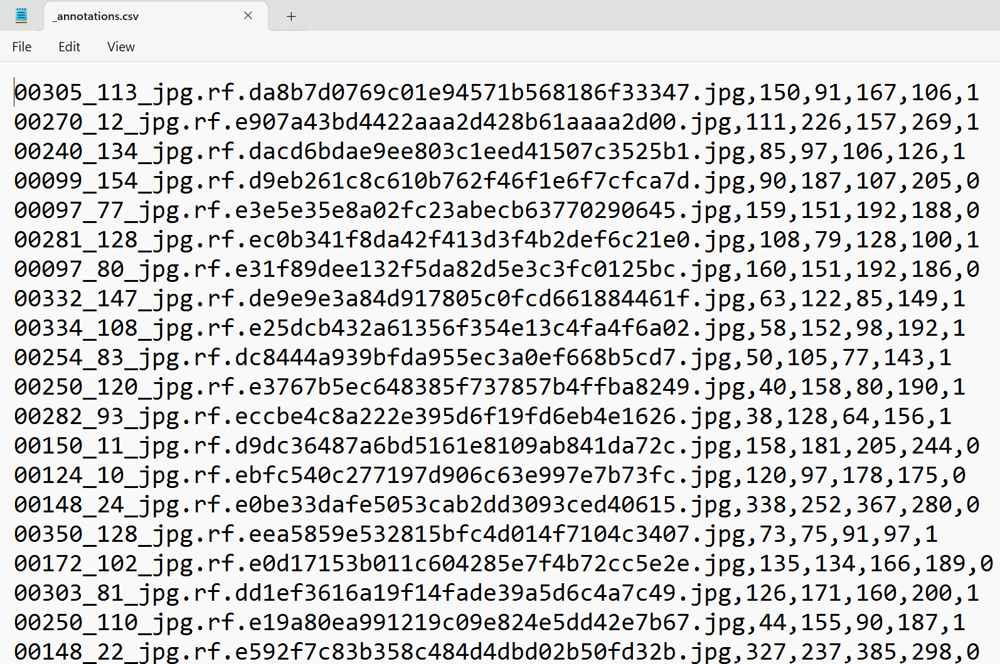 _annotations.csv
File Edit View
00305_113_jpg.rf.da8b7d0769c01e94571b568186f33347.jpg,150,91,167,106,1
00270_12_jpg.rf.e907a43bd4422aaa2d428b61aaaa2d00.jpg,111,226,157,269,1
00240_134_jpg.rf.dacd6bdae9ee803c1eed41507c3525b1.jpg,85,97,106,126,1
00099_154_jpg.rf.d9eb261c8c610b762f46f1e6f7cfca7d.jpg,90,187,107,205,0
00097_77_jpg.rf.e3e5e35e8a02fc23abecb63770290645.jpg,159,151,192,188,0
00281_128_jpg.rf.ec0b341f8da42f413d3f4b2def6c21e0.jpg,108,79,128,100,1
00097_80_jpg.rf.e31f89dee132f5da82d5e3c3fc0125bc.jpg,160,151,192,186,0
00332_147_jpg.rf.de9e9e3a84d917805c0fcd661884461f.jpg,63,122,85,149,1
00334_108_jpg.rf.e25dcb432a61356f354e13c4fa4f6a02.jpg,58,152,98,192,1
00254_83_jpg.rf.dc8444a939bfda955ec3a0ef668b5cd7.jpg,50,105,77,143,1
00250_120_jpg.rf.e3767b5ec648385f737857b4ffba8249.jpg,40,158,80,190,1
00282_93_jpg.rf.eccbe4c8a222e395d6f19fd6eb4e1626.jpg,38,128,64,156,1
00150_11_jpg.rf.d9dc36487a6bd5161e8109ab841da72c.jpg,158,181,205,244,0
00124_10_jpg.rf.ebfc540c277197d906c63e997e7b73fc.jpg,120,97,178,175,0
00148_24_jpg.rf.e0be33dafe5053cab2dd3093ced40615.jpg,338,252,367,280,0
00350_128_jpg.rf.eea5859e532815bfc4d014f7104c3407.jpg,73,75,91,97,1
00172_102_jpg.rf.e0d17153b011c604285e7f4b72cc5e2e.jpg,135,134,166,189,0
00303_81_jpg.rf.dd1ef3616a19f14fade39a5d6c4a7c49.jpg,126,171,160,200,1
00250_110_jpg.rf.e19a80ea991219c09e824e5dd42e7b67.jpg,44,155,90,187,1
00148_22_jpg.rf.e592f7c83b358c484d4dbd02b50fd32b.jpg,327,237,385,298,0